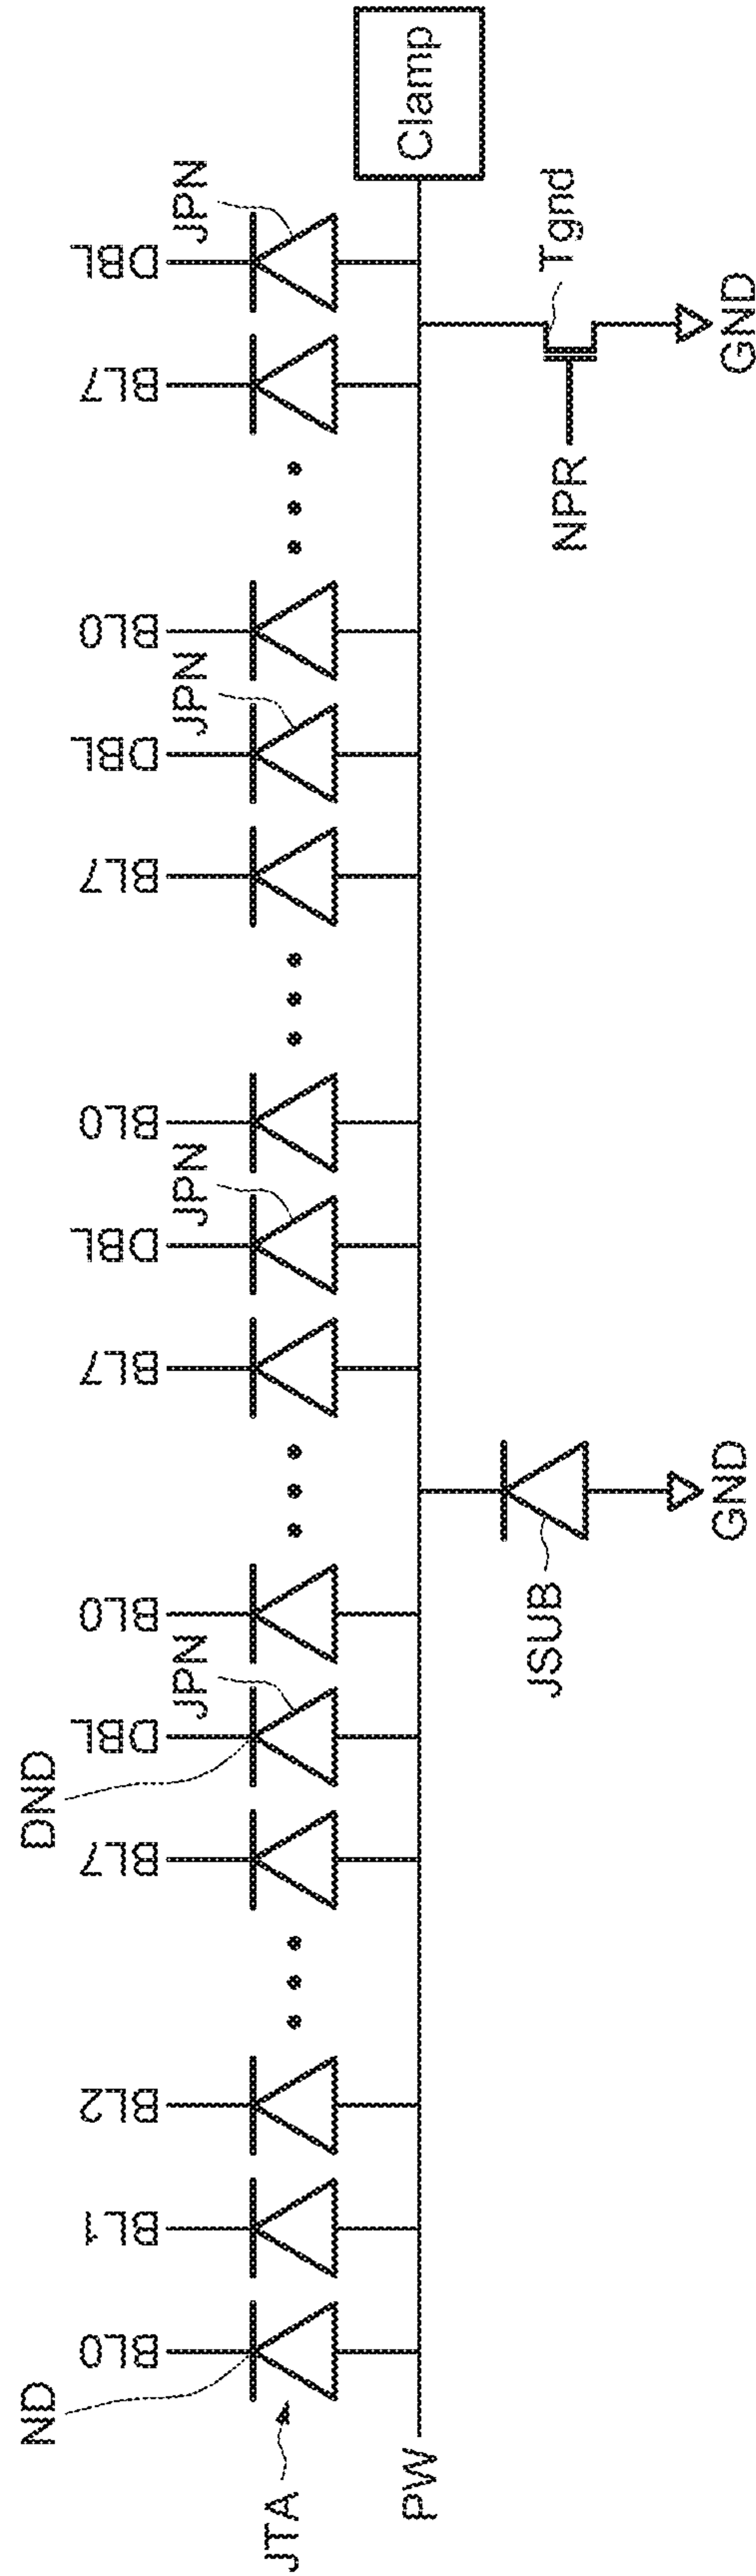 ND
DND
BL0
BL1
BL2
BL7
DBL
JPN
BL0
BL7
DBL
JPN
BL0
BL7
DBL
JPN
BL0
BL7
DBL
JPN
JTA
PW
Clamp
JSUB
NPR
Tgnd
GND
GND